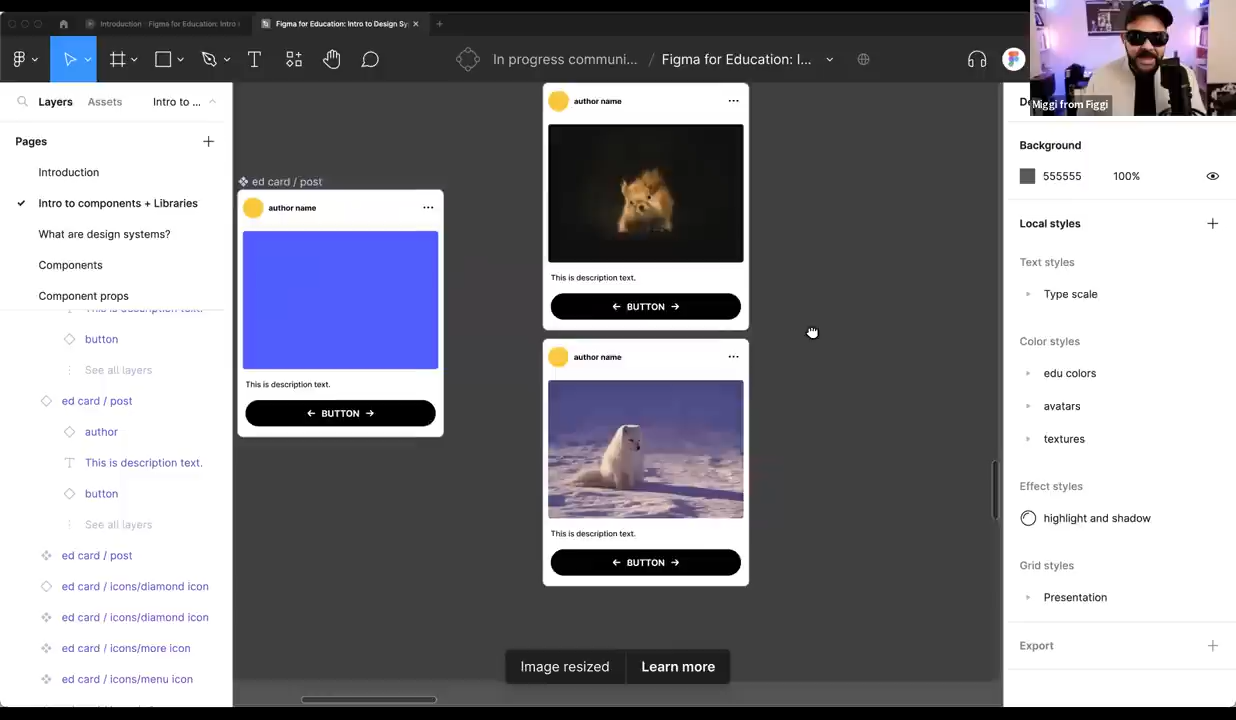 Introduction - Figma for Education: Intro t
Figma for Education: Intro to Design Sy
In progress communi... / Figma for Education: I...
Miggi from Figgi
Layers
Assets
Intro to ...
Pages
Introduction
Intro to components + Libraries
What are design systems?
Components
Component props
This is description text.
button
See all layers
ed card / post
author
This is description text.
button
See all layers
ed card / post
ed card / icons/diamond icon
ed card / icons/diamond icon
ed card / icons/more icon
ed card / icons/menu icon
ed card / post
author name
This is description text.
← BUTTON →
author name
This is description text.
← BUTTON →
author name
This is description text.
← BUTTON →
Image resized
Learn more
Background
555555
100%
Local styles
Text styles
Type scale
Color styles
edu colors
avatars
textures
Effect styles
highlight and shadow
Grid styles
Presentation
Export